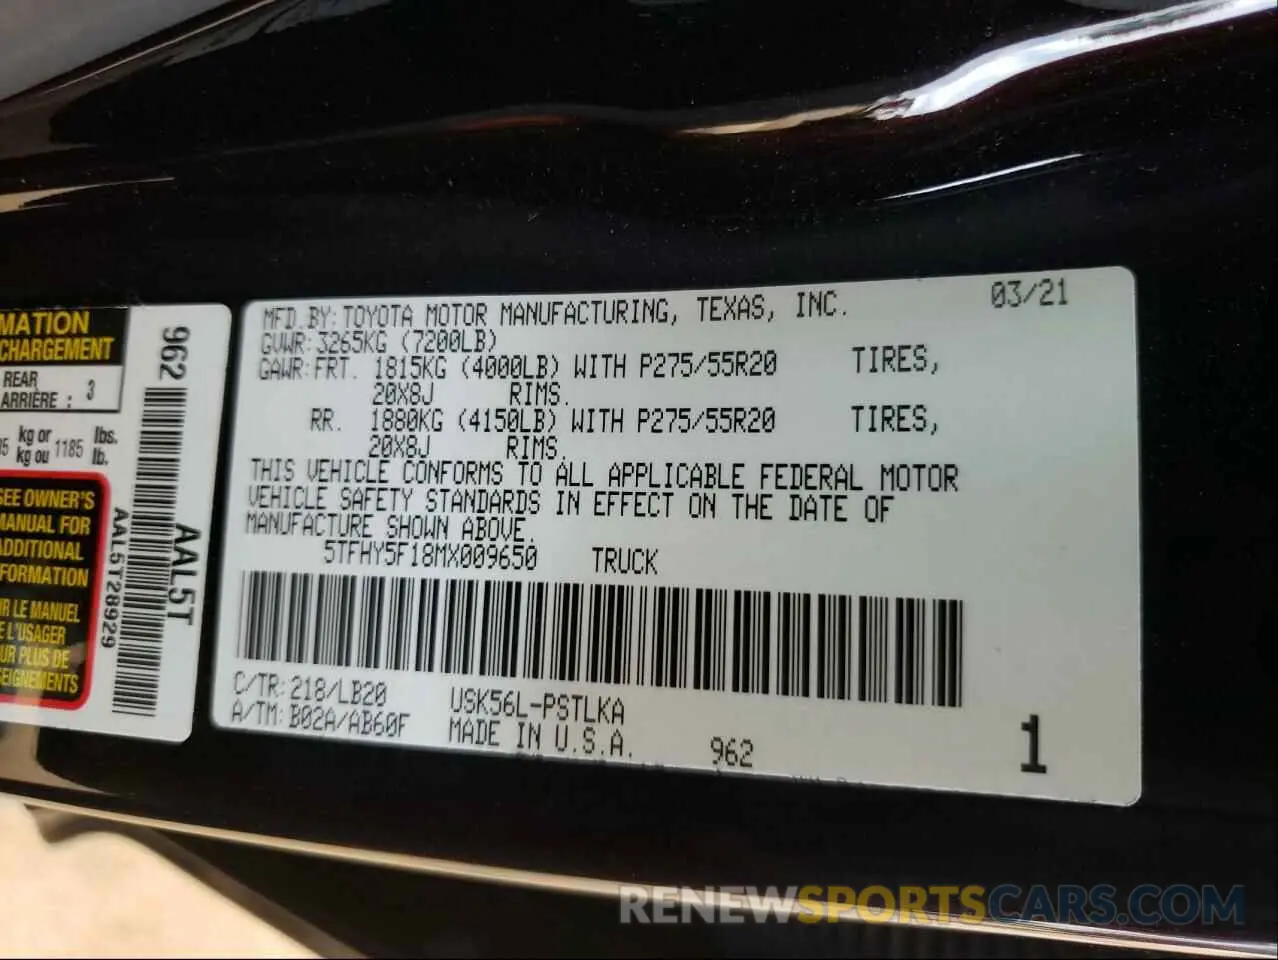 MATION
CHARGEMENT
REAR
ARRIÈRE : 3
kg or 1185 lbs.
kg ou lb.
SEE OWNER'S
MANUAL FOR
ADDITIONAL
FORMATION
LE MANUEL
L'USAGER
UR PLUS DE
SEIGNEMENTS
962
AAL5T
AAL5T28929
03/21
MFD.BY:TOYOTA MOTOR MANUFACTURING, TEXAS, INC.
GVWR:3265KG (7200LB)
GAWR:FRT. 1815KG (4000LB) WITH P275/55R20 TIRES,
20X8J RIMS.
RR. 1880KG (4150LB) WITH P275/55R20 TIRES,
20X8J RIMS.
THIS VEHICLE CONFORMS TO ALL APPLICABLE FEDERAL MOTOR
VEHICLE SAFETY STANDARDS IN EFFECT ON THE DATE OF
MANUFACTURE SHOWN ABOVE.
5TFHY5F18MX009650 TRUCK
C/TR:218/LB20 USK56L-PSTLKA
A/TM:B02A/AB60F MADE IN U.S.A. 962
1
RENEWSPORTSCARS.COM